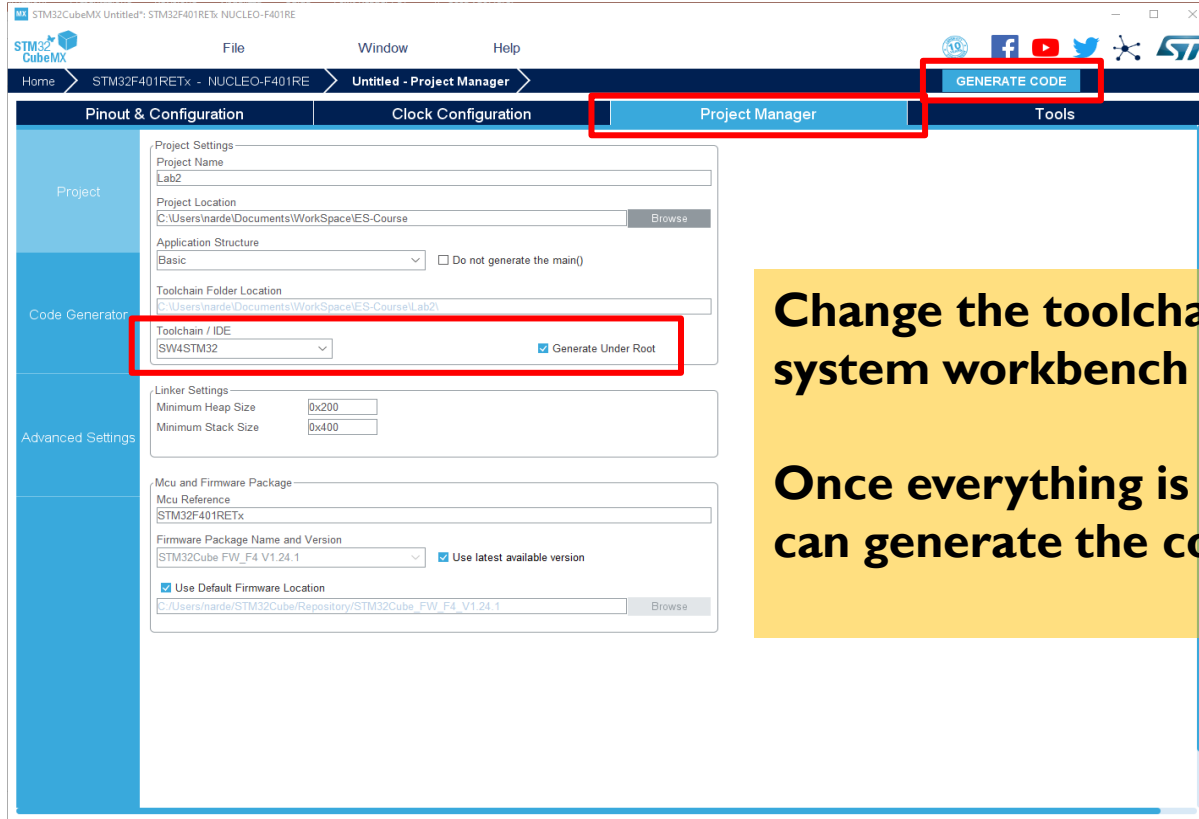 MX STM32CubeMX Untitled*: STM32F401RETx NUCLEO-F401RE
STM32
CubeMX
File Window Help
10
Home STM32F401RETx - NUCLEO-F401RE Untitled - Project Manager GENERATE CODE
Pinout & Configuration Clock Configuration Project Manager Tools
Project
Code Generator
Advanced Settings
Project Settings
Project Name
Lab2
Project Location
C:\Users\narde\Documents\WorkSpace\ES-Course Browse
Application Structure
Basic Do not generate the main()
Toolchain Folder Location
C:\Users\narde\Documents\WorkSpace\ES-Course\Lab2\
Toolchain / IDE
SW4STM32 Generate Under Root
Linker Settings
Minimum Heap Size 0x200
Minimum Stack Size 0x400
Mcu and Firmware Package
Mcu Reference
STM32F401RETx
Firmware Package Name and Version
STM32Cube FW_F4 V1.24.1 Use latest available version
Use Default Firmware Location
C:/Users/narde/STM32Cube/Repository/STM32Cube_FW_F4_V1.24.1 Browse
Change the toolcha
system workbench
Once everything is
can generate the co